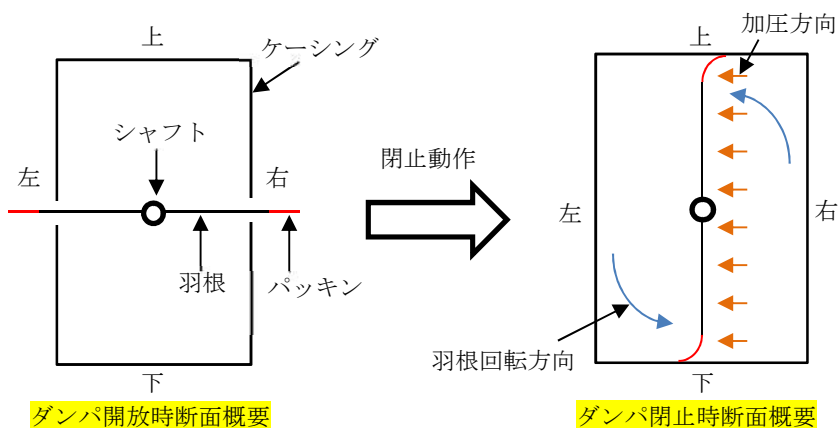 上
ケーシング
シャフト
左
右
羽根
パッキン
下
ダンパ開放時断面概要
閉止動作
加圧方向
上
左
右
羽根回転方向
下
ダンパ閉止時断面概要